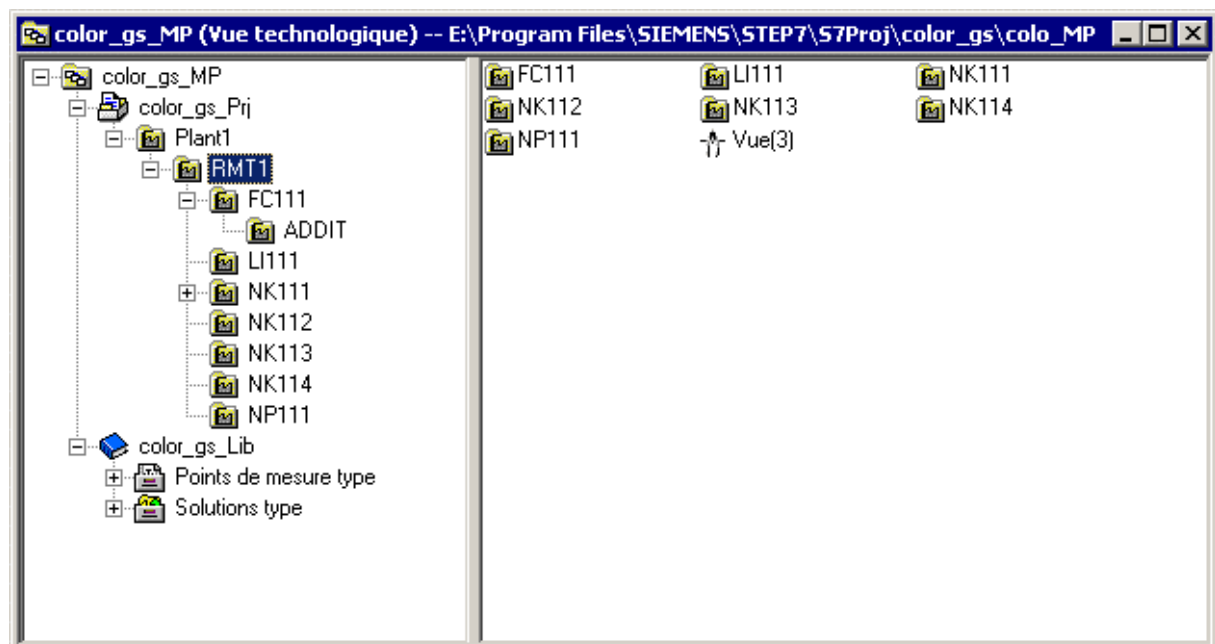 color_gs_MP (Vue technologique) -- E:\Program Files\SIEMENS\STEP7\S7Proj\color_gs\colo_MP
color_gs_MP
color_gs_Prj
Plant1
RMT1
FC111
ADDIT
LI111
NK111
NK112
NK113
NK114
NP111
color_gs_Lib
Points de mesure type
Solutions type
FC111 LI111 NK111
NK112 NK113 NK114
NP111 Vue(3)